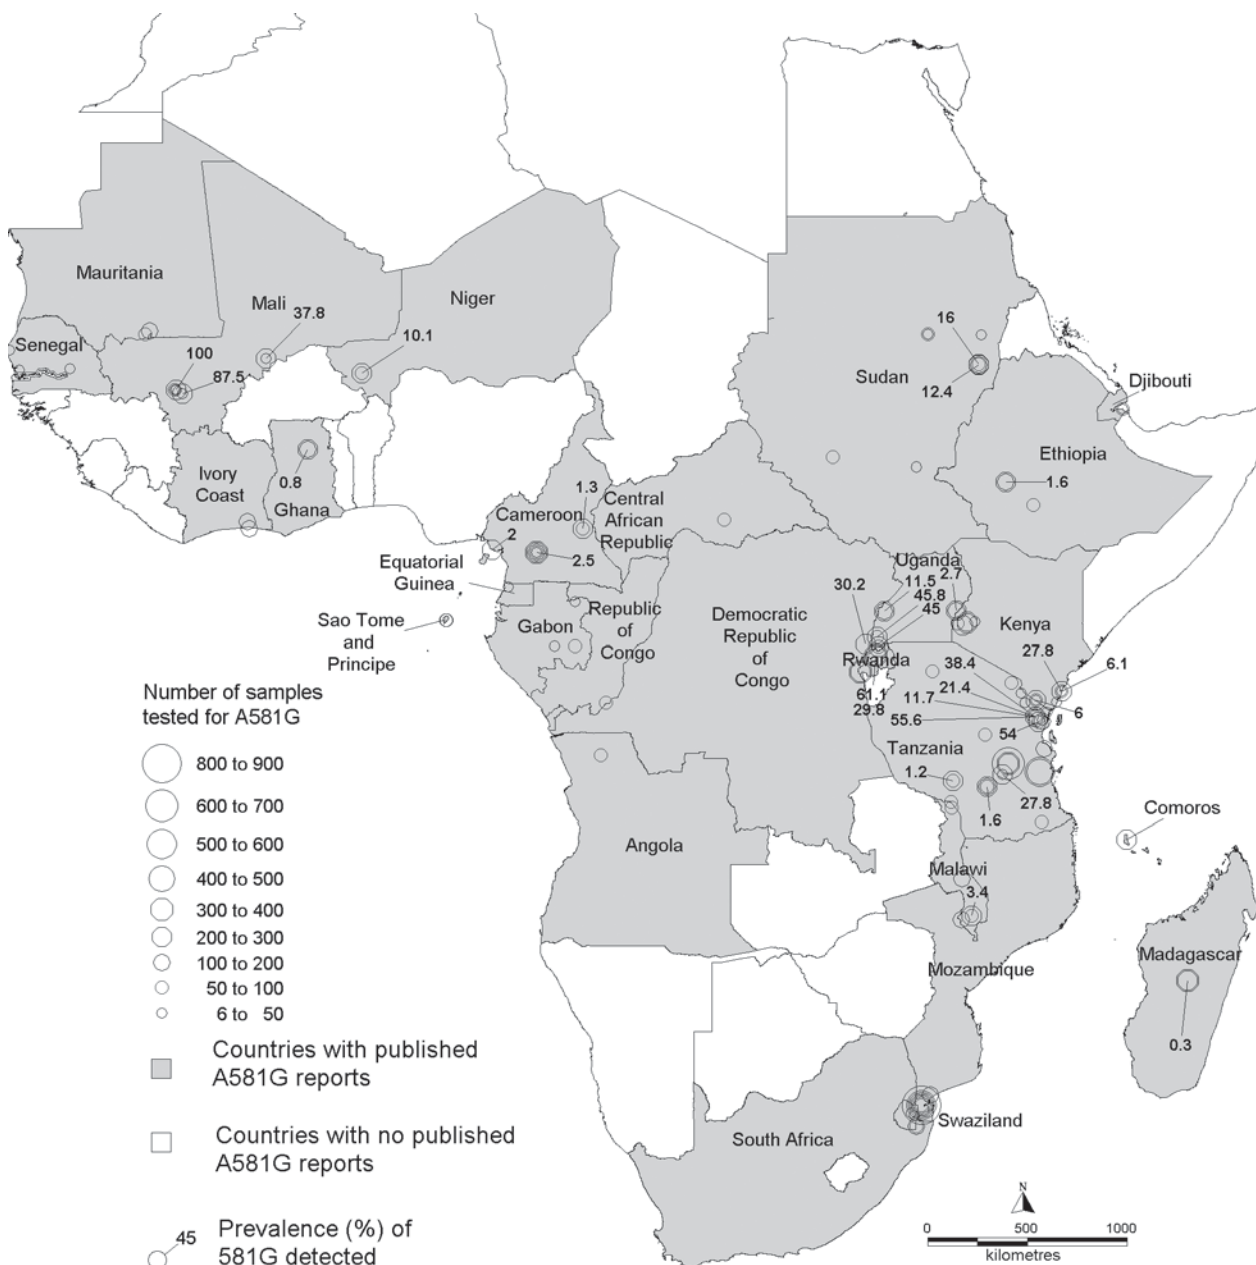 Mauritania
Mali
37.8
Niger
10.1
Senegal
100
87.5
16
Sudan
12.4
Djibouti
Ethiopia
1.6
Ivory
Coast
0.8
Ghana
1.3
Cameroon
Central
African
Republic
2
2.5
Equatorial
Guinea
Uganda
11.5
2.7
30.2
45.8
45
Sao Tome
and
Principe
Gabon
Republic
of
Congo
Democratic
Republic
of
Congo
Kenya
27.8
Rwanda
38.4
6.1
61.1
11.7
21.4
6
29.8
55.6
54
Tanzania
1.2
1.6
27.8
Comoros
Angola
Malawi
3.4
Mozambique
Madagascar
0.3
South Africa
Swaziland
Number of samples
tested for A581G
800 to 900
600 to 700
500 to 600
400 to 500
300 to 400
200 to 300
100 to 200
50 to 100
6 to 50
Countries with published
A581G reports
Countries with no published
A581G reports
45
Prevalence (%) of
581G detected
N
0 500 1000
kilometres